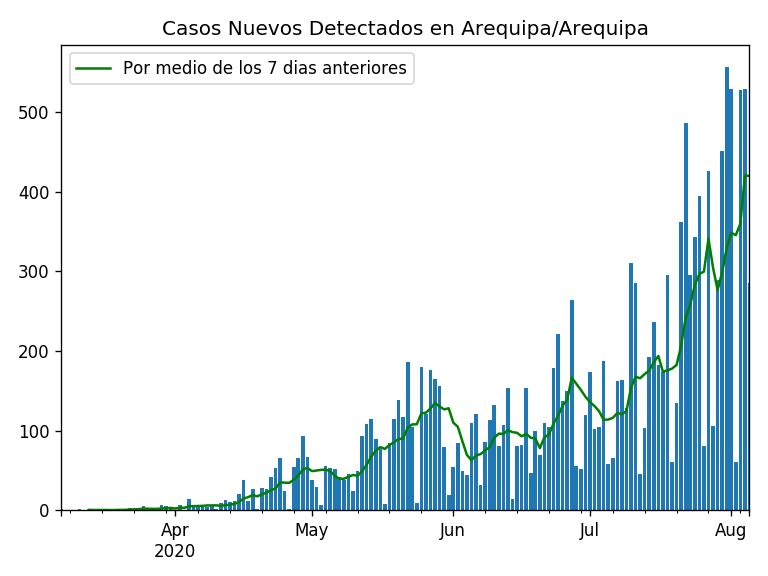 Casos Nuevos Detectados en Arequipa/Arequipa
Por medio de los 7 dias anteriores
500
400
300
200
100
0
Apr
2020
May
Jun
Jul
Aug